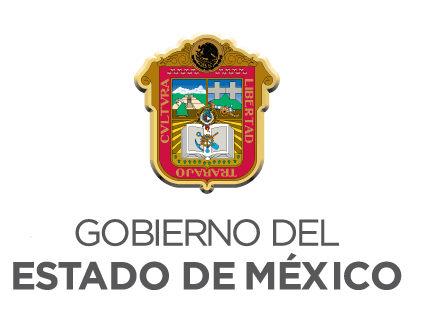 CVLTVRA
LIBERTAD
TRABAJO
GOBIERNO DEL
ESTADO DE MÉXICO